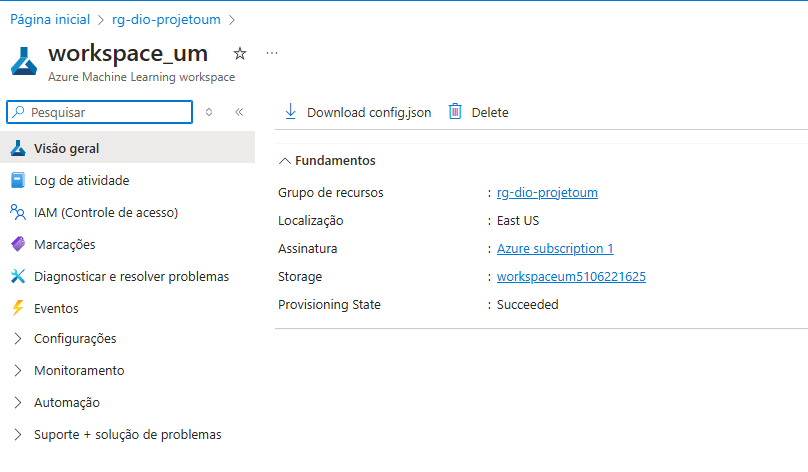 Página inicial > rg-dio-projetoum >
workspace_um
Azure Machine Learning workspace
Pesquisar
Visão geral
Log de atividade
IAM (Controle de acesso)
Marcações
Diagnosticar e resolver problemas
Eventos
Configurações
Monitoramento
Automação
Suporte + solução de problemas
Download config.json Delete
Fundamentos
Grupo de recursos : rg-dio-projetoum
Localização : East US
Assinatura : Azure subscription 1
Storage : workspaceum5106221625
Provisioning State : Succeeded